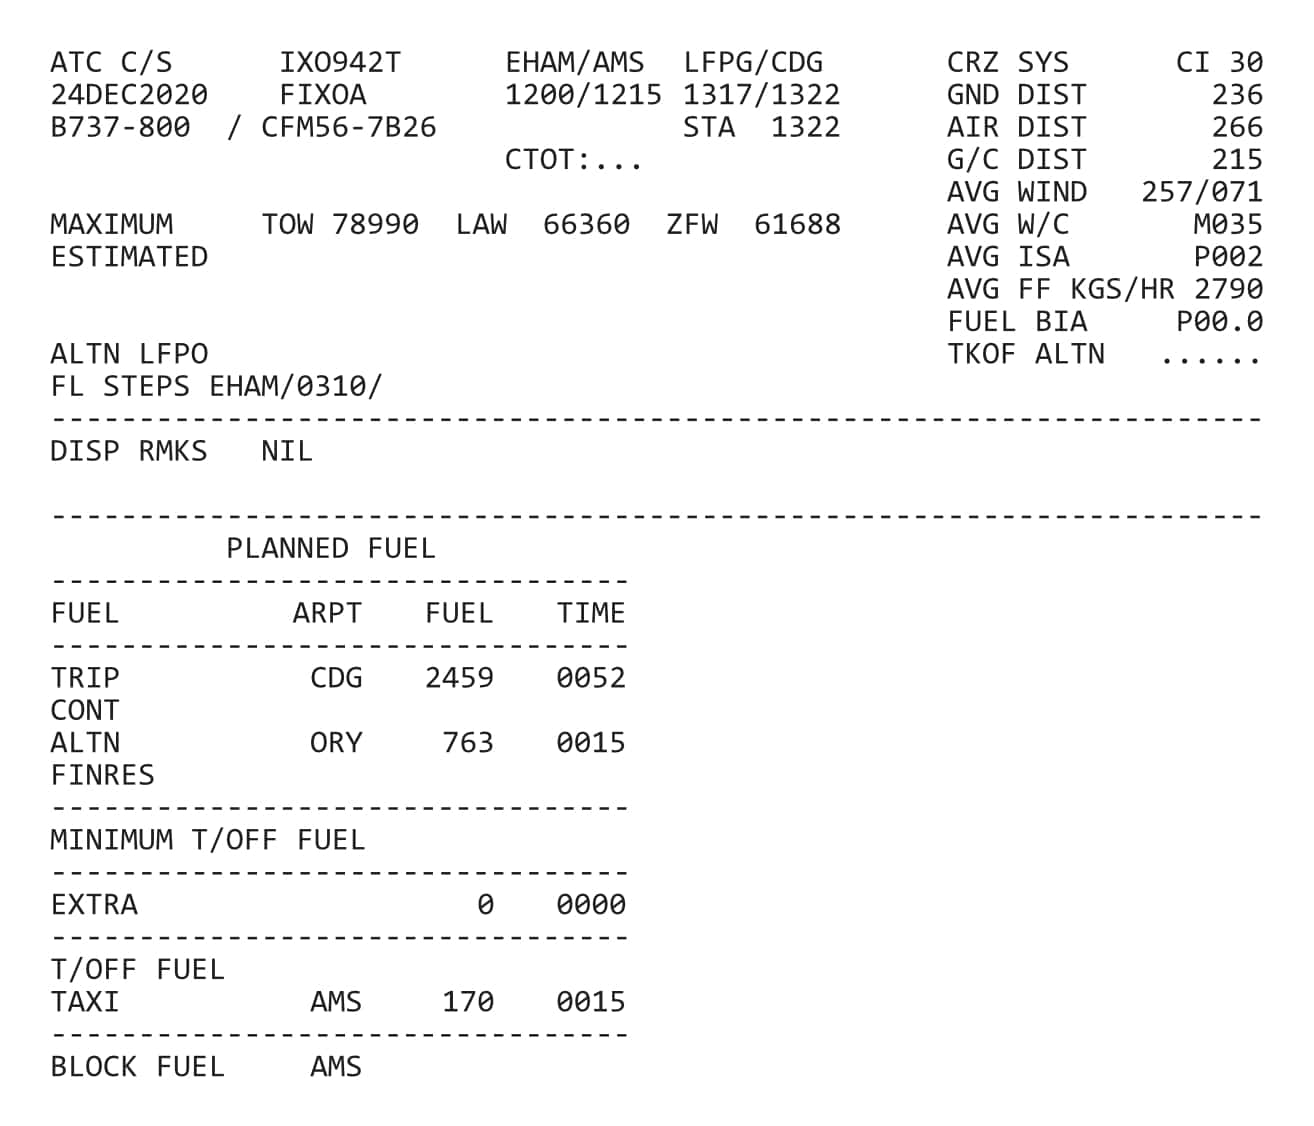 ATC C/S      IXO942T      EHAM/AMS  LFPG/CDG       CRZ SYS      CI 30
24DEC2020    FIXOA        1200/1215 1317/1322      GND DIST       236
B737-800  / CFM56-7B26              STA  1322      AIR DIST       266
                          CTOT:...                 G/C DIST       215
                                                   AVG WIND   257/071
MAXIMUM     TOW 78990  LAW  66360  ZFW  61688      AVG W/C       M035
ESTIMATED                                          AVG ISA       P002
                                                   AVG FF KGS/HR 2790
                                                   FUEL BIA     P00.0
ALTN LFPO                                          TKOF ALTN   ......
FL STEPS EHAM/0310/
---------------------------------------------------------------------
DISP RMKS   NIL
---------------------------------------------------------------------
          PLANNED FUEL
---------------------------------
FUEL          ARPT   FUEL   TIME
---------------------------------
TRIP           CDG   2459   0052
CONT
ALTN           ORY    763   0015
FINRES
---------------------------------
MINIMUM T/OFF FUEL
---------------------------------
EXTRA                   0   0000
---------------------------------
T/OFF FUEL
TAXI           AMS    170   0015
---------------------------------
BLOCK FUEL     AMS